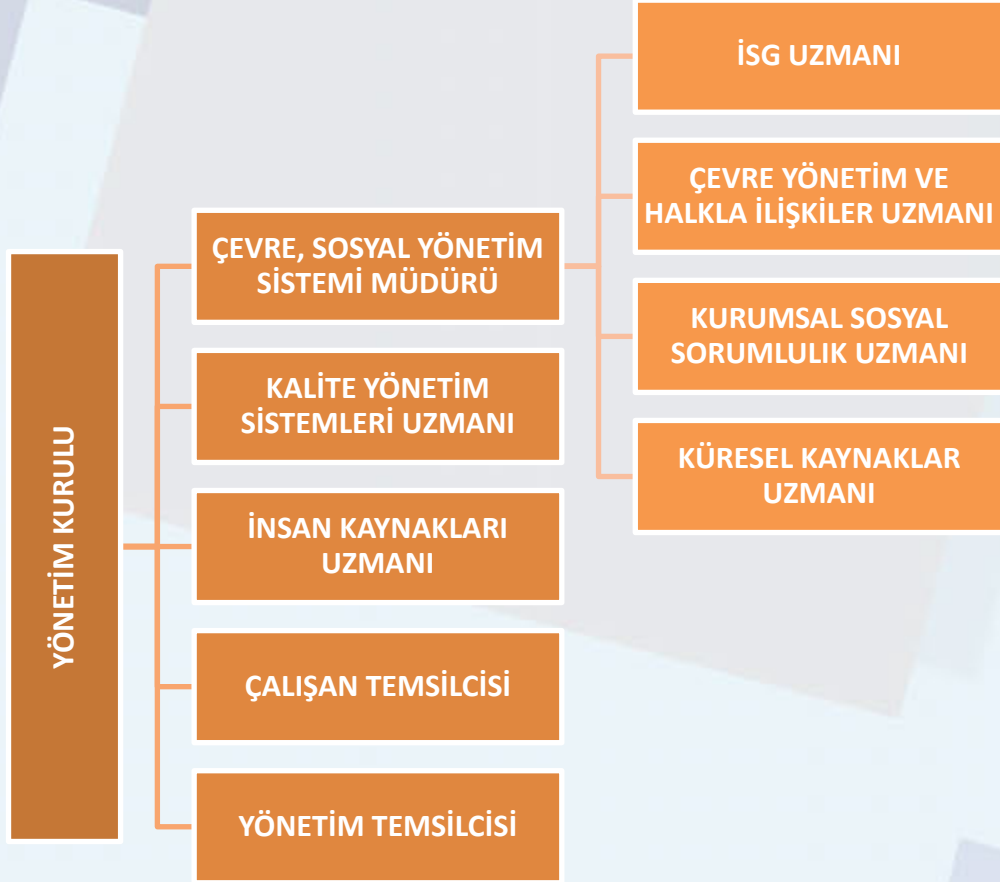 YÖNETİM KURULU
ÇEVRE, SOSYAL YÖNETİM
SİSTEMİ MÜDÜRÜ
KALİTE YÖNETİM
SİSTEMLERİ UZMANI
İNSAN KAYNAKLARI
UZMANI
ÇALIŞAN TEMSİLCİSİ
YÖNETİM TEMSİLCİSİ
İSG UZMANI
ÇEVRE YÖNETİM VE
HALKLA İLİŞKİLER UZMANI
KURUMSAL SOSYAL
SORUMLULIK UZMANI
KÜRESEL KAYNAKLAR
UZMANI